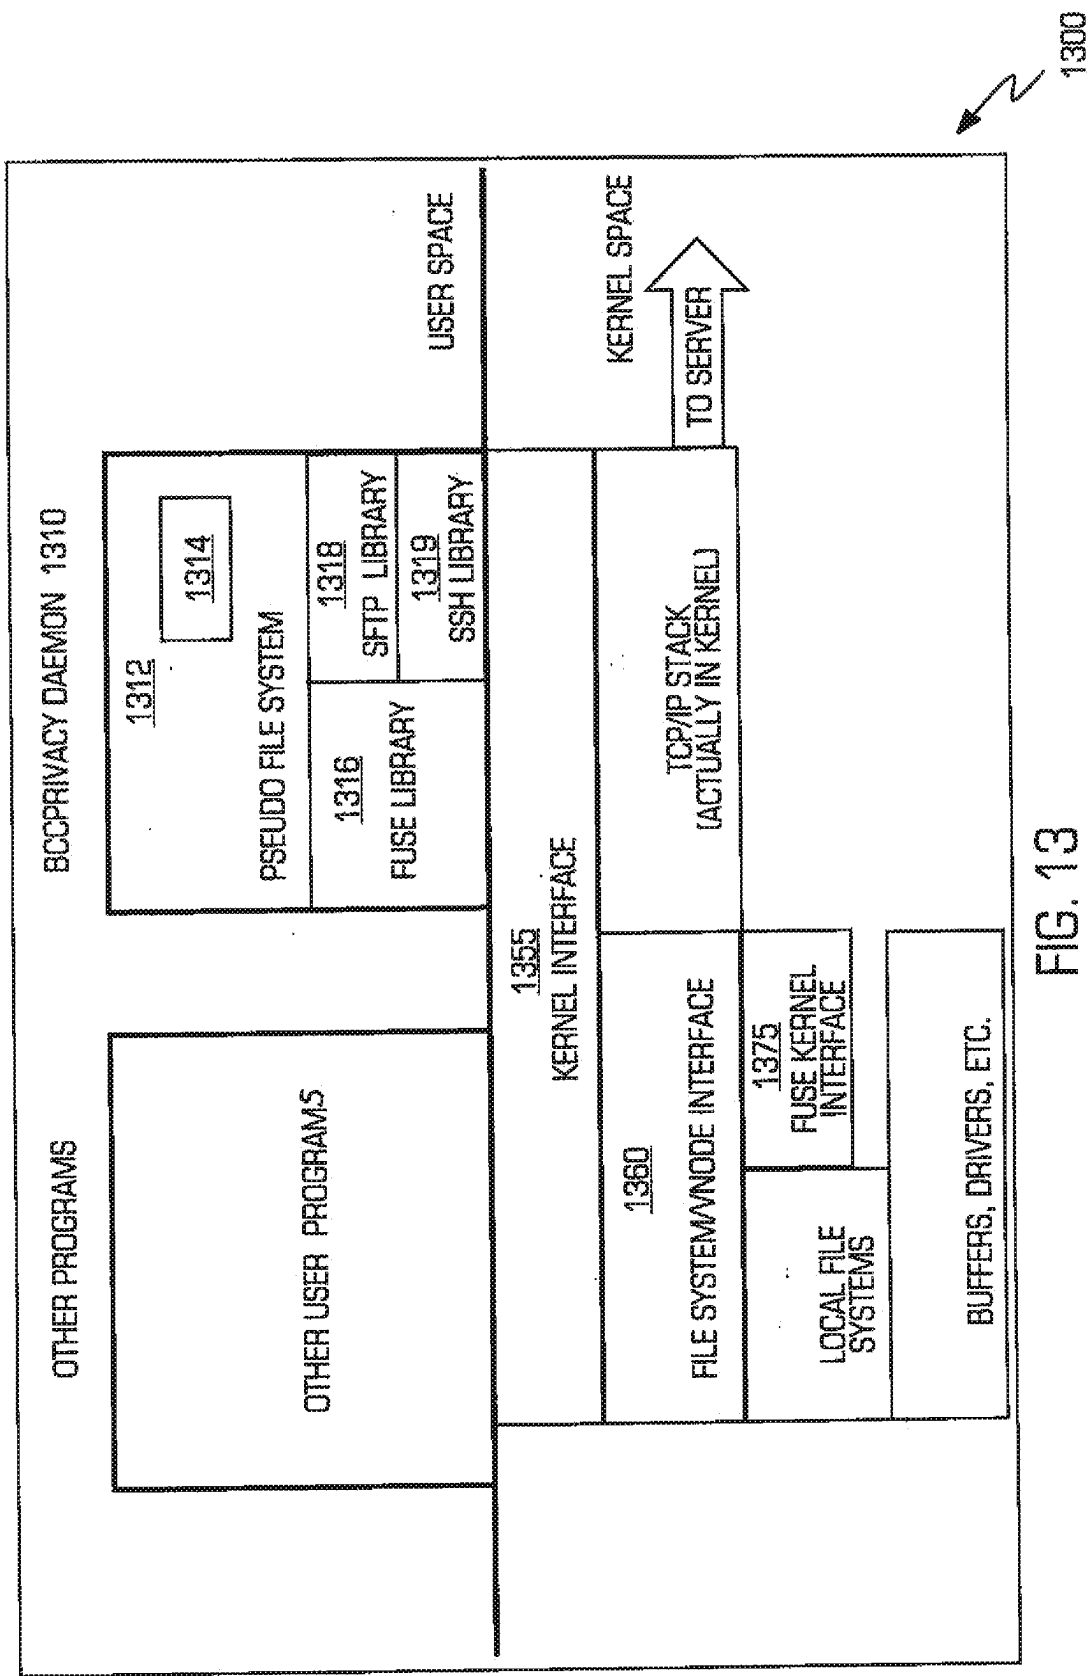 OTHER PROGRAMS
BCCPRIVACY DAEMON 1310
OTHER USER PROGRAMS
1312
1314
PSEUDO FILE SYSTEM
1316
FUSE LIBRARY
1318
SFTP LIBRARY
1319
SSH LIBRARY
USER SPACE
1355
KERNEL INTERFACE
KERNEL SPACE
1360
FILE SYSTEM/VNODE INTERFACE
TCP/IP STACK
(ACTUALLY IN KERNEL)
TO SERVER
LOCAL FILE
SYSTEMS
1375
FUSE KERNEL
INTERFACE
BUFFERS, DRIVERS, ETC.
1300
FIG. 13